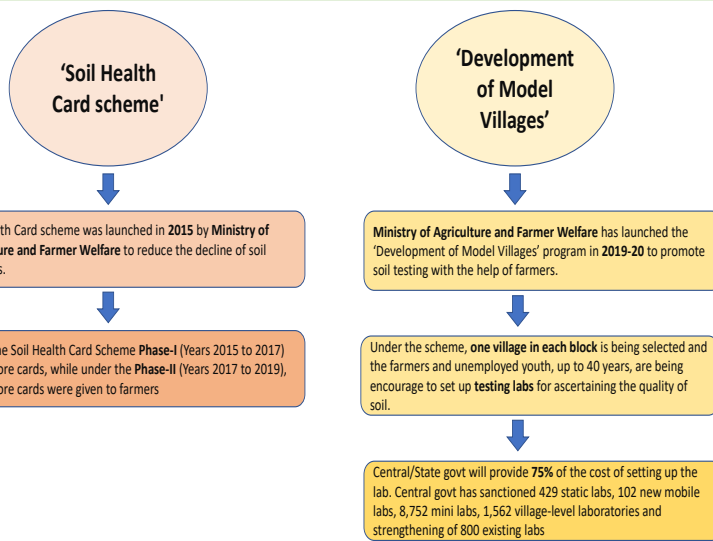 ‘Soil Health
Card scheme'
Card scheme was launched in 2015 by Ministry of
and Farmer Welfare to reduce the decline of soil
Soil Health Card Scheme Phase-I (Years 2015 to 2017)
cards, while under the Phase-II (Years 2017 to 2019),
cards were given to farmers
‘Development
of Model
Villages’
Ministry of Agriculture and Farmer Welfare has launched the
‘Development of Model Villages’ program in 2019-20 to promote
soil testing with the help of farmers.
Under the scheme, one village in each block is being selected and
the farmers and unemployed youth, up to 40 years, are being
encourage to set up testing labs for ascertaining the quality of
soil.
Central/State govt will provide 75% of the cost of setting up the
lab. Central govt has sanctioned 429 static labs, 102 new mobile
labs, 8,752 mini labs, 1,562 village-level laboratories and
strengthening of 800 existing labs